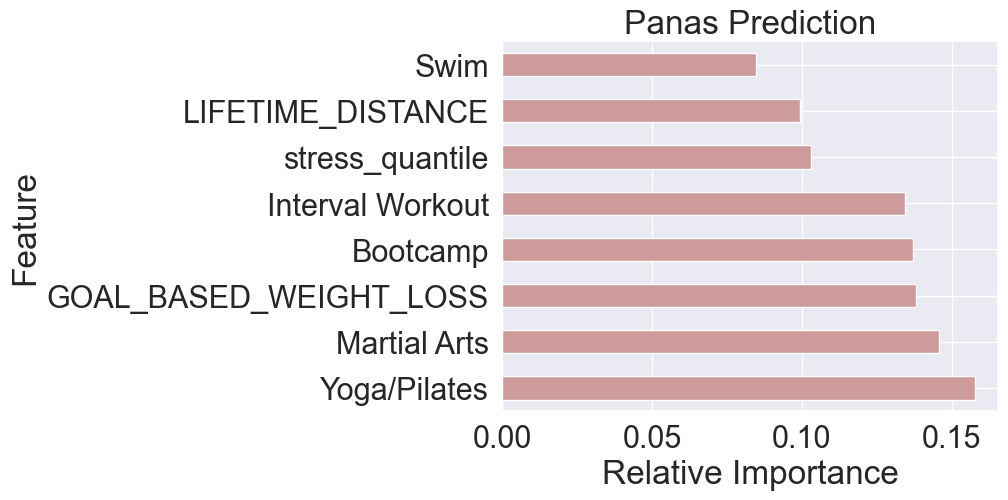 Panas Prediction
Swim
LIFETIME_DISTANCE
stress_quantile
Interval Workout
Bootcamp
GOAL_BASED_WEIGHT_LOSS
Martial Arts
Yoga/Pilates
Feature
0.00 0.05 0.10 0.15
Relative Importance